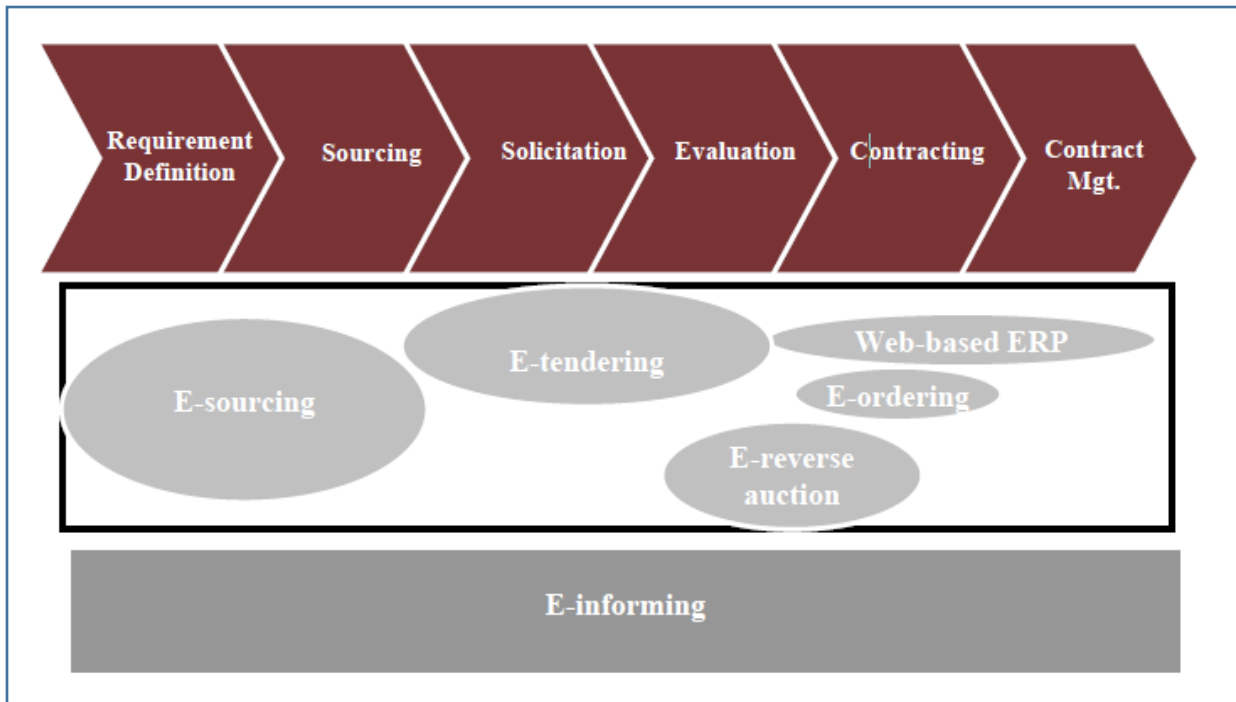 Requirement
Definition
Sourcing
Solicitation
Evaluation
Contracting
Contract
Mgt.
E-sourcing
E-tendering
Web-based ERP
E-ordering
E-reverse
auction
E-informing